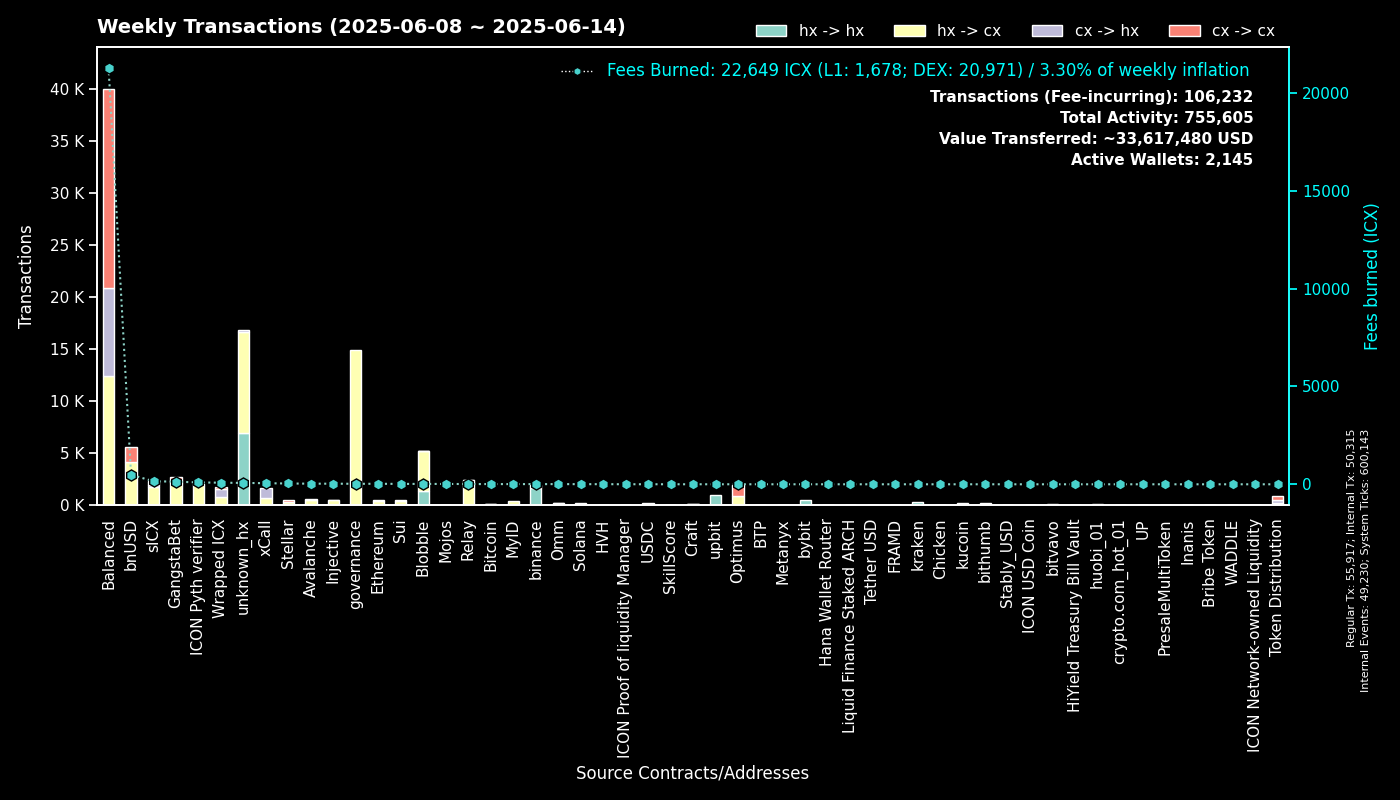 Weekly Transactions (2025-06-08 ~ 2025-06-14)
hx -> hx
hx -> cx
cx -> hx
cx -> cx
Fees Burned: 22,649 ICX (L1: 1,678; DEX: 20,971) / 3.30% of weekly inflation
Transactions (Fee-incurring): 106,232
Total Activity: 755,605
Value Transferred: ~33,617,480 USD
Active Wallets: 2,145
Transactions
40 K
35 K
30 K
25 K
20 K
15 K
10 K
5 K
0 K
20000
15000
10000
5000
0
Fees burned (ICX)
Regular Tx: 55,917; Internal Tx: 50,315
Internal Events: 49,230; System Ticks: 600,143
Balanced
bnUSD
sICX
GangstaBet
ICON Pyth verifier
Wrapped ICX
unknown_hx
xCall
Stellar
Avalanche
Injective
governance
Ethereum
Sui
Blobble
Mojos
Relay
Bitcoin
MyID
binance
Omm
Solana
HVH
ICON Proof of liquidity Manager
USDC
SkillScore
Craft
upbit
Optimus
BTP
Metanyx
bybit
Hana Wallet Router
Liquid Finance Staked ARCH
Tether USD
FRAMD
kraken
Chicken
kucoin
bithumb
Stably_USD
ICON USD Coin
bitvavo
HiYield Treasury Bill Vault
huobi_01
crypto.com_hot_01
UP
PresaleMultiToken
Inanis
Bribe Token
WADDLE
ICON Network-owned Liquidity
Token Distribution
Source Contracts/Addresses